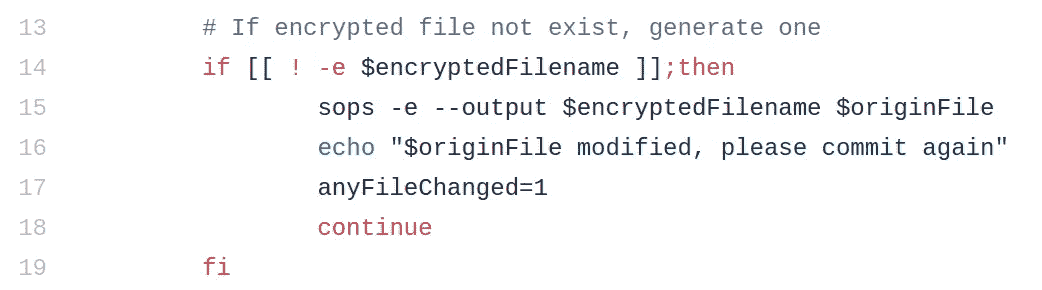 13 # If encrypted file not exist, generate one
14 if [[ ! -e $encryptedFilename ]];then
15 sops -e --output $encryptedFilename $originFile
16 echo "$originFile modified, please commit again"
17 anyFileChanged=1
18 continue
19 fi